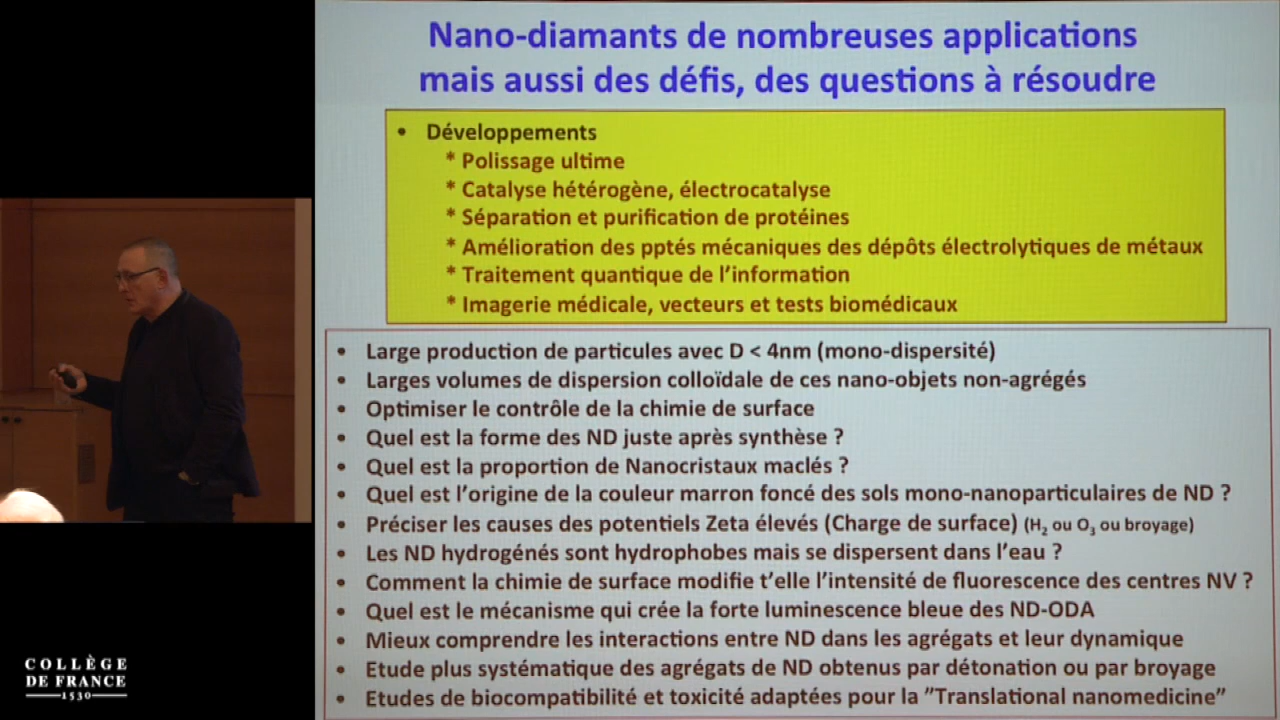 Nano-diamants de nombreuses applications
mais aussi des défis, des questions à résoudre
• Développements
* Polissage ultime
* Catalyse hétérogène, électrocatalyse
* Séparation et purification de protéines
* Amélioration des pptés mécaniques des dépôts électrolytiques de métaux
* Traitement quantique de l'information
* Imagerie médicale, vecteurs et tests biomédicaux
• Large production de particules avec D < 4nm (mono-dispersité)
• Larges volumes de dispersion colloïdale de ces nano-objets non-agrégés
• Optimiser le contrôle de la chimie de surface
• Quel est la forme des ND juste après synthèse ?
• Quel est la proportion de Nanocristaux maclés ?
• Quel est l'origine de la couleur marron foncé des sols mono-nanoparticulaires de ND ?
• Préciser les causes des potentiels Zeta élevés (Charge de surface) (H2 ou O3 ou broyage)
• Les ND hydrogénés sont hydrophobes mais se dispersent dans l'eau ?
• Comment la chimie de surface modifie t'elle l'intensité de fluorescence des centres NV ?
• Quel est le mécanisme qui crée la forte luminescence bleue des ND-ODA
• Mieux comprendre les interactions entre ND dans les agrégats et leur dynamique
• Etude plus systématique des agrégats de ND obtenus par détonation ou par broyage
• Etudes de biocompatibilité et toxicité adaptées pour la "Translational nanomedicine"
COLLÈGE
DE FRANCE
1530